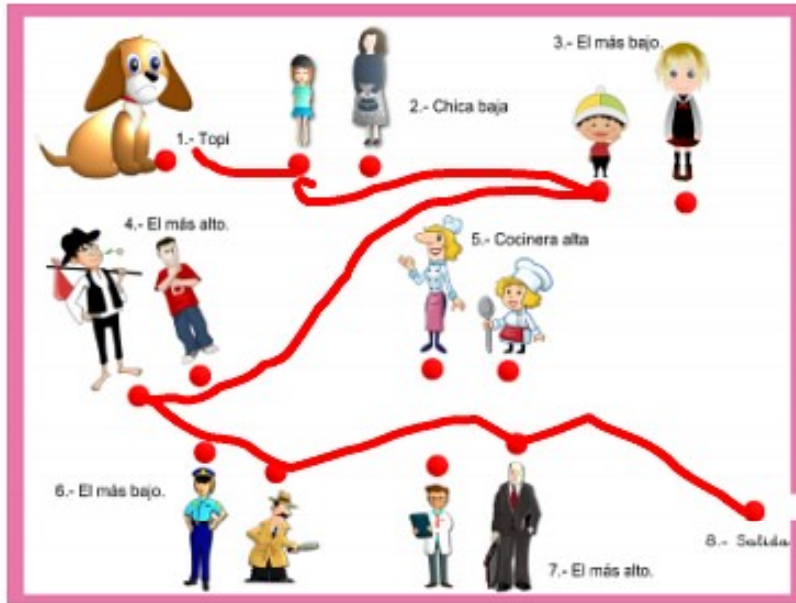 1.- Topi
2.- Chica baja
3.- El más bajo.
4.- El más alto.
5.- Cocinera alta
6.- El más bajo.
7.- El más alto.
8.- Salida